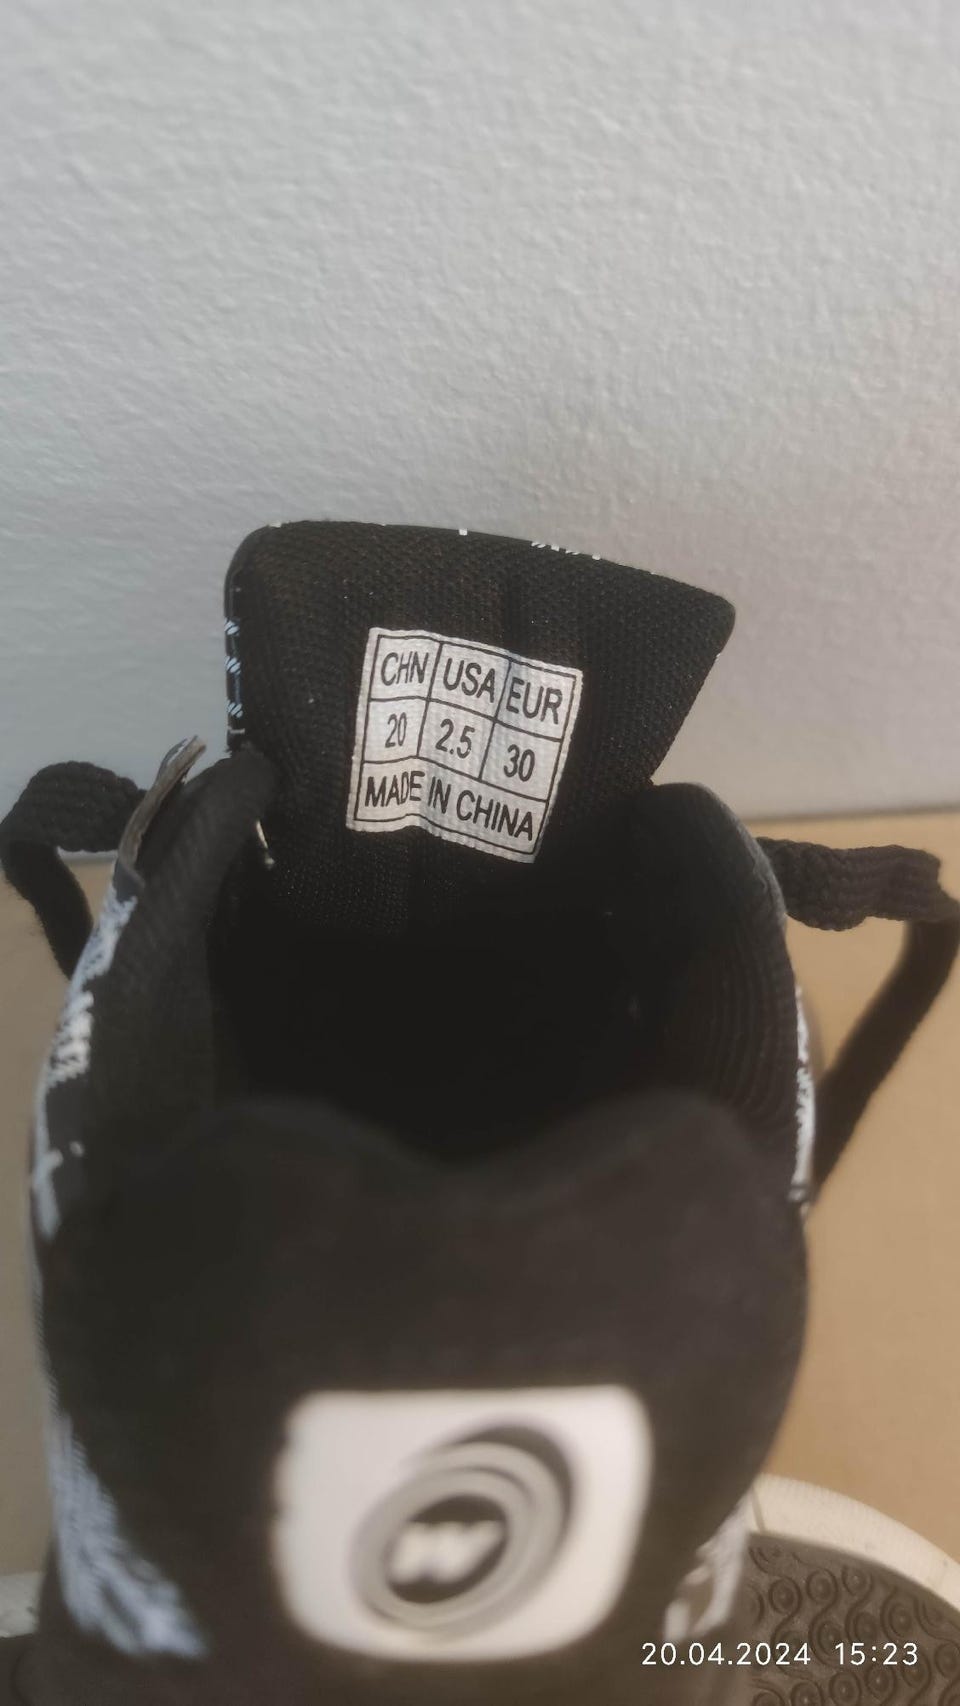 CHN USA EUR
20 2.5 30
MADE IN CHINA
20.04.2024 15:23